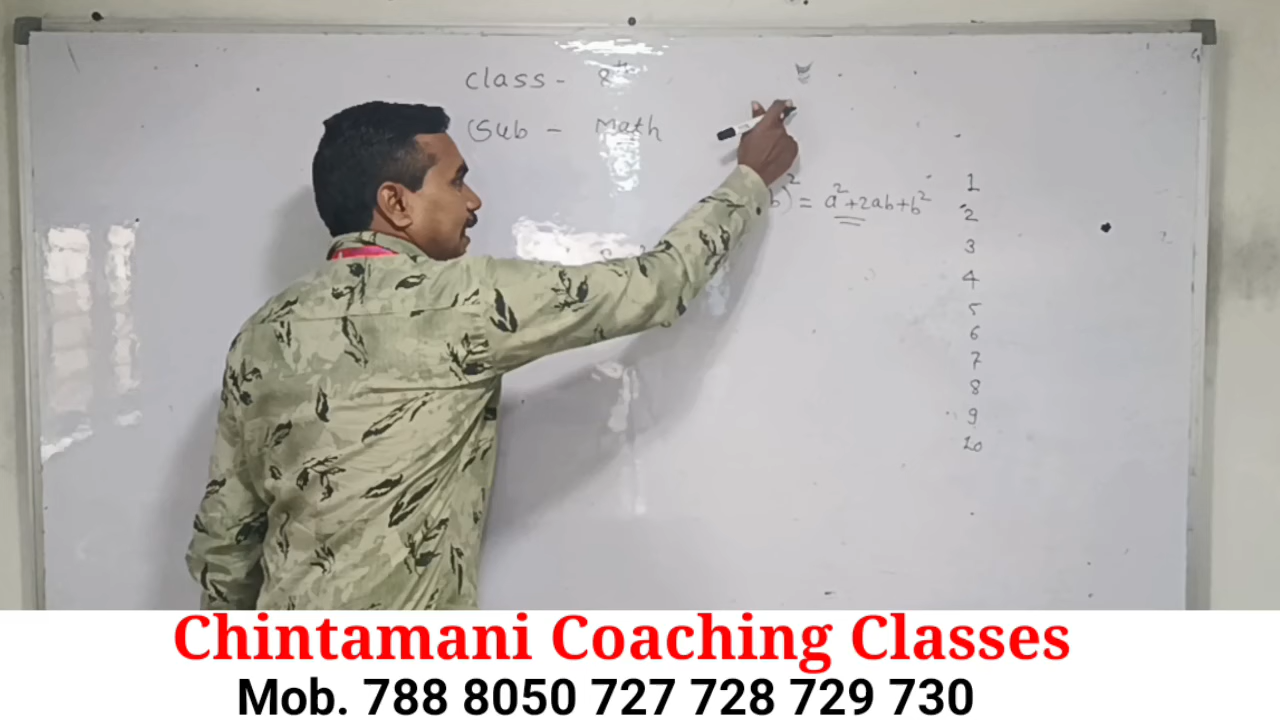 Class - 8th
Sub - Math
b)² = a²+2ab+b²
1
2
3
4
5
6
7
8
9
10
Chintamani Coaching Classes
Mob. 788 8050 727 728 729 730